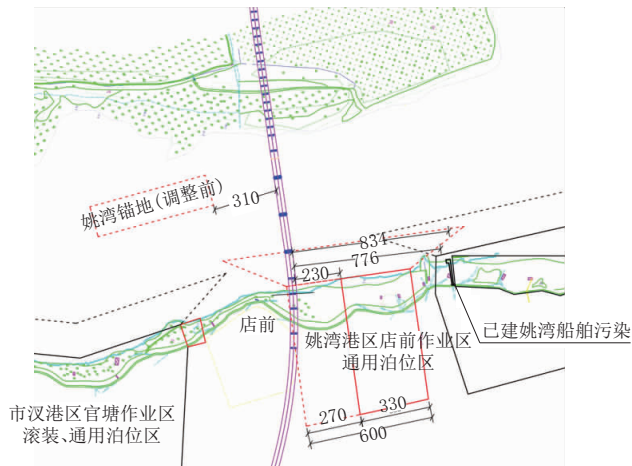 姚湾锚地(调整前)
310
834
776
230
店前
姚湾港区店前作业区
通用泊位区
已建姚湾船舶污染
市汊港区官塘作业区
滚装、通用泊位区
270
330
600